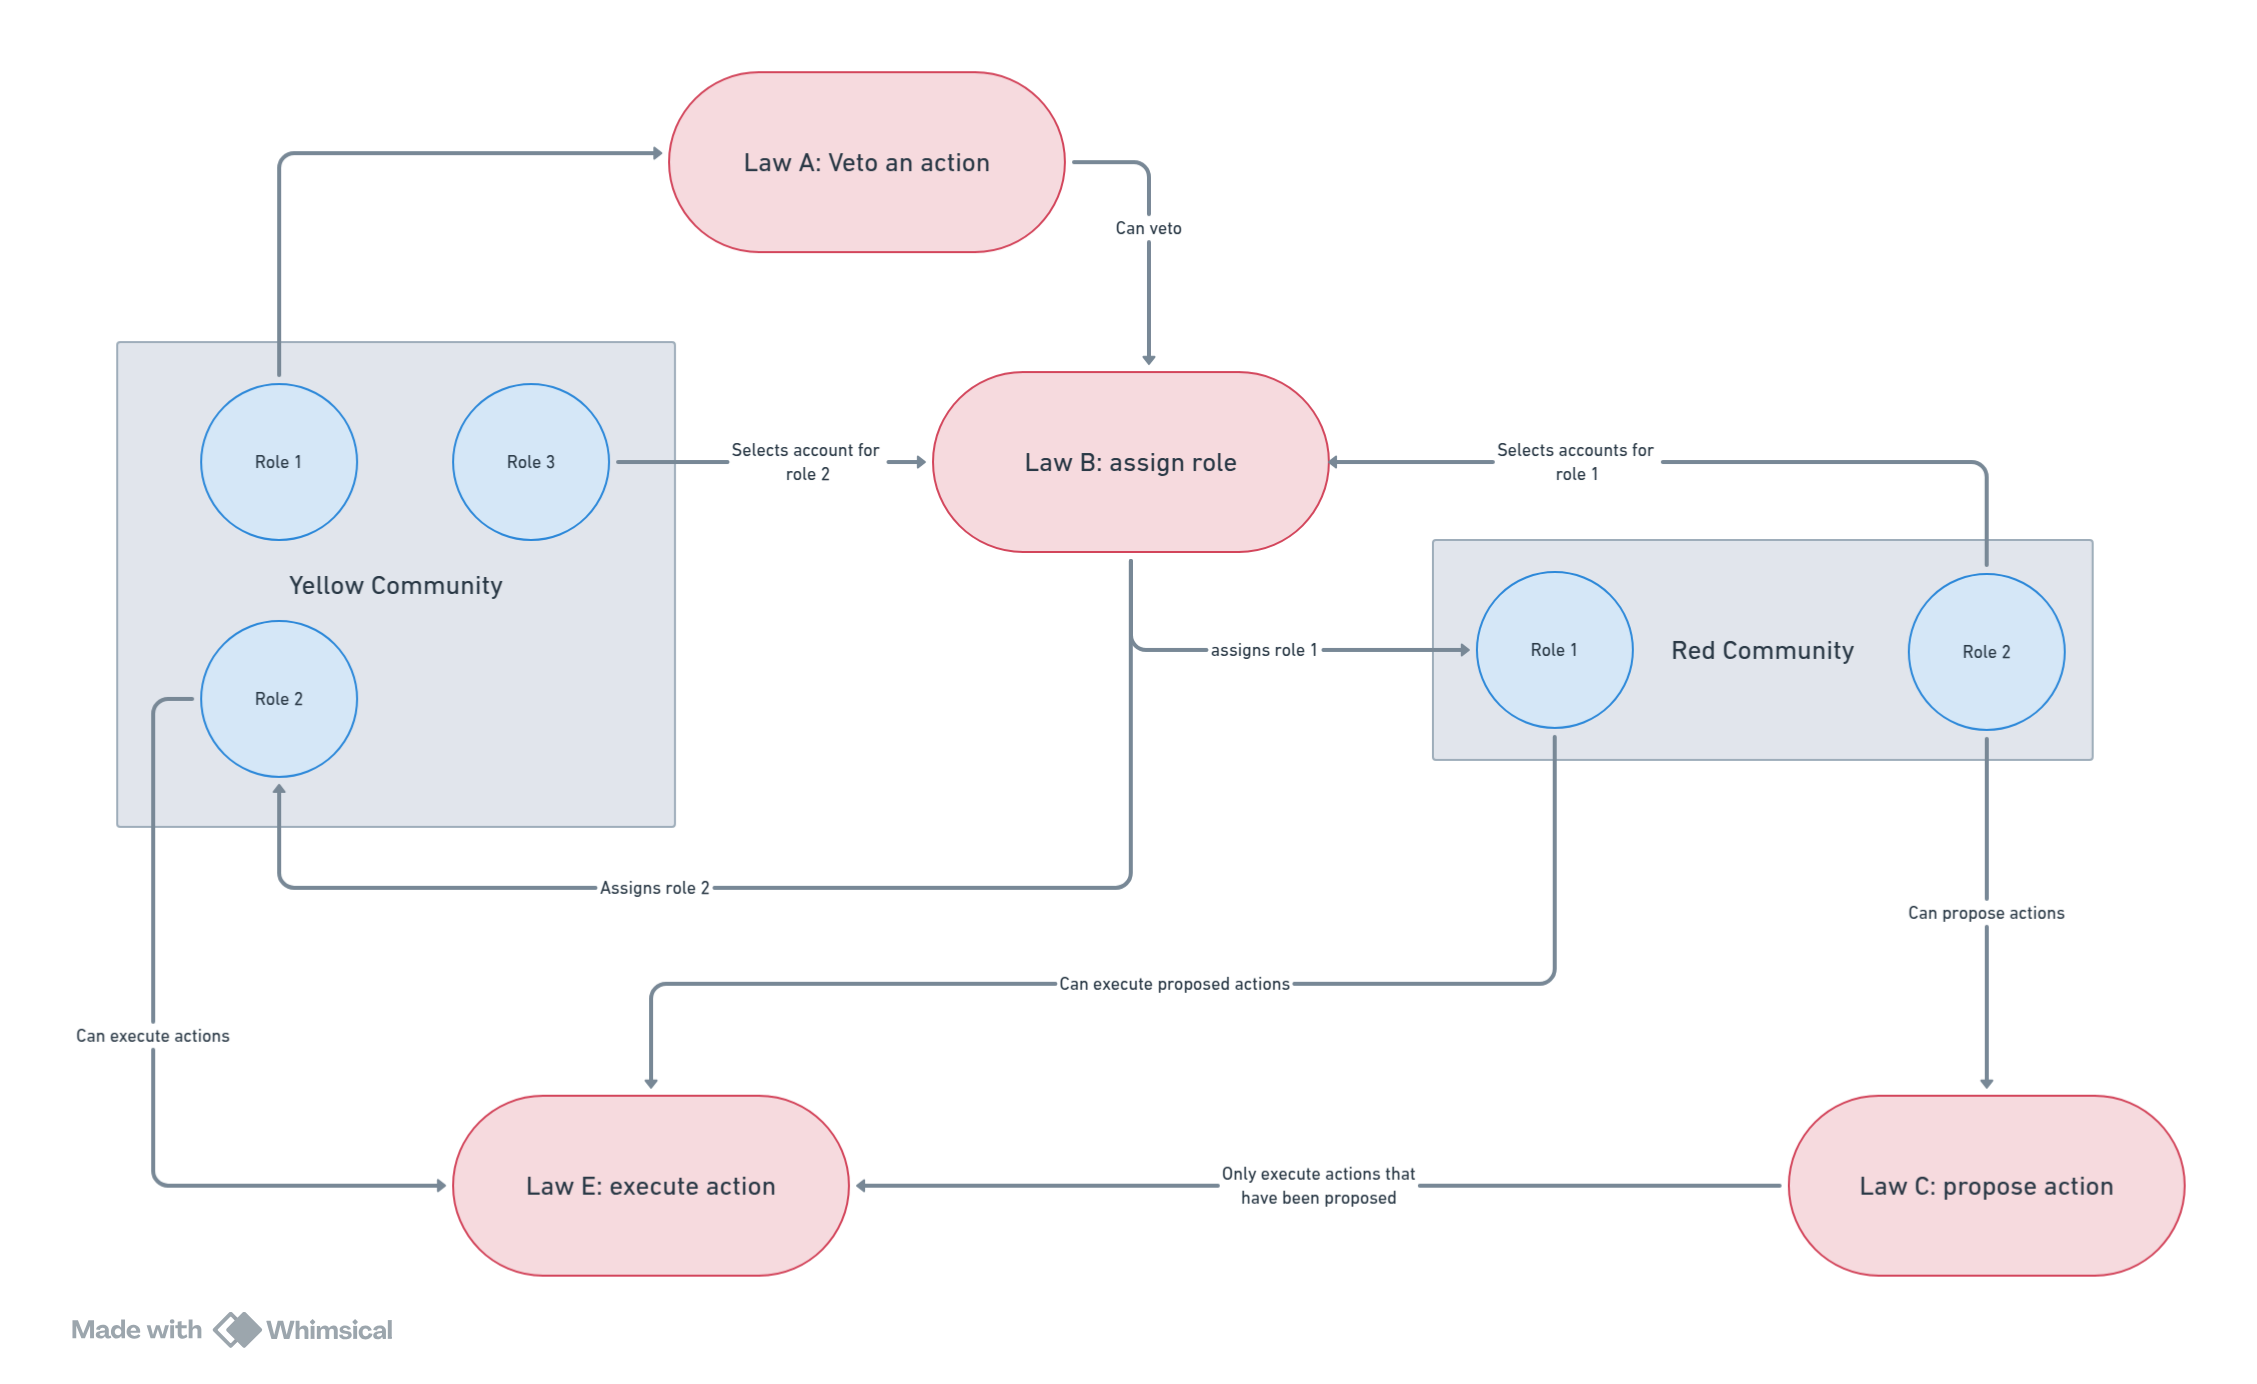 Law A: Veto an action
Can veto
Role 1
Role 3
Selects account for
role 2
Law B: assign role
Selects accounts for
role 1
Yellow Community
Role 2
assigns role 1
Role 1
Red Community
Role 2
Assigns role 2
Can propose actions
Can execute proposed actions
Can execute actions
Law E: execute action
Only execute actions that
have been proposed
Law C: propose action
Made with Whimsical